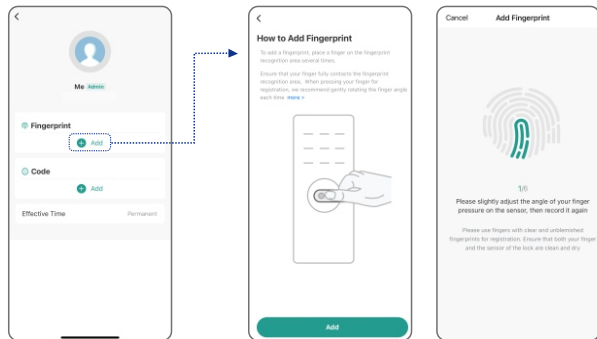 Me Admin
Fingerprint
Add
Code
Add
Effective Time Permanent
How to Add Fingerprint
To add a fingerprint, place a finger on the fingerprint
recognition area several times.
Ensure that your finger fully contacts the fingerprint
recognition area. When pressing your finger for
registration, we recommend gently rotating the finger angle
each time more >
Add
Cancel Add Fingerprint
1/6
Please slightly adjust the angle of your finger
pressure on the sensor, then record it again
Please use fingers with clear and unblemished
fingerprints for registration. Ensure that both your finger
and the sensor of the lock are clean and dry.